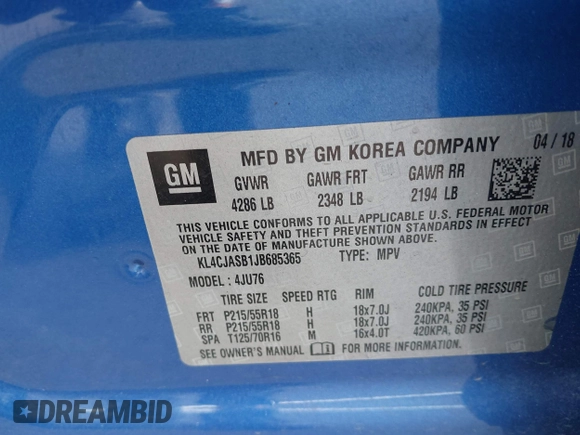 GM
MFD BY GM KOREA COMPANY 04 / 18
GVWR GAWR FRT GAWR RR
4286 LB 2348 LB 2194 LB
THIS VEHICLE CONFORMS TO ALL APPLICABLE U.S. FEDERAL MOTOR
VEHICLE AND THEFT PREVENTION STANDARDS IN EFFECT
ON THE DATE OF MANUFACTURE SHOWN ABOVE.
KL4CJASB1JB685365 TYPE: MPV
MODEL : 4JU76
TIRE SIZE SPEED RTG RIM COLD TIRE PRESSURE
FRT P215/55R18 H 18x7.0J 240KPA, 35 PSI
RR P215/55R18 H 18x7.0J 240KPA, 35 PSI
SPA T125/70R16 M 16x4.0T 420KPA, 60 PSI
SEE OWNER'S MANUAL FOR MORE INFORMATION.
DREAMBID